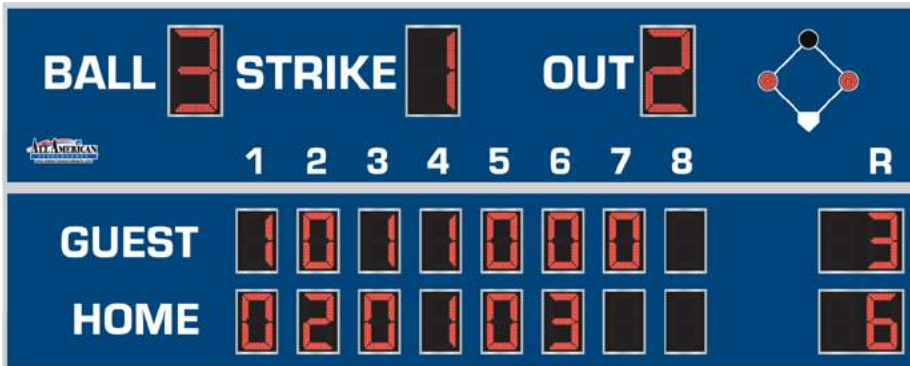 BALL 3 STRIKE 1 OUT 2
ALL AMERICAN
1 2 3 4 5 6 7 8 R
GUEST 1 0 1 1 0 0 0 3
HOME 0 2 0 1 0 3 6